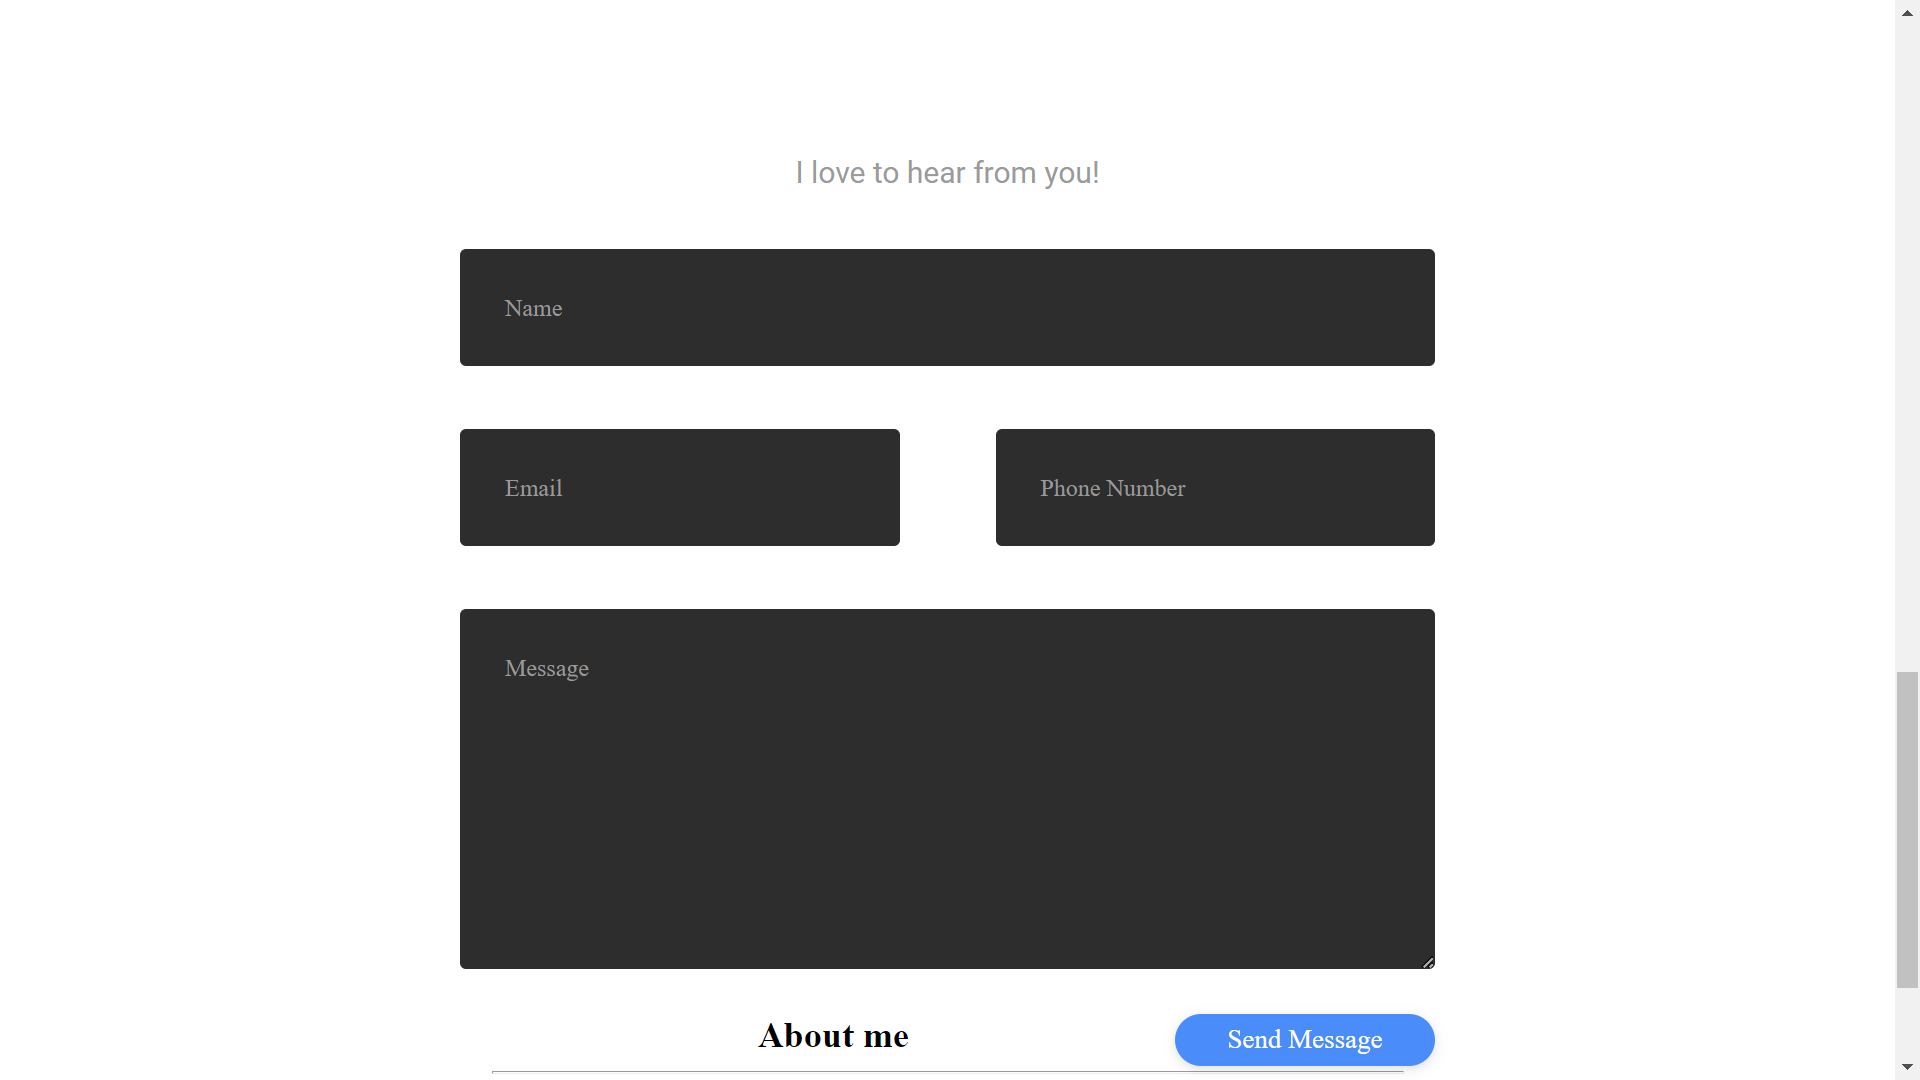 I love to hear from you!
Name
Email
Phone Number
Message
About me
Send Message